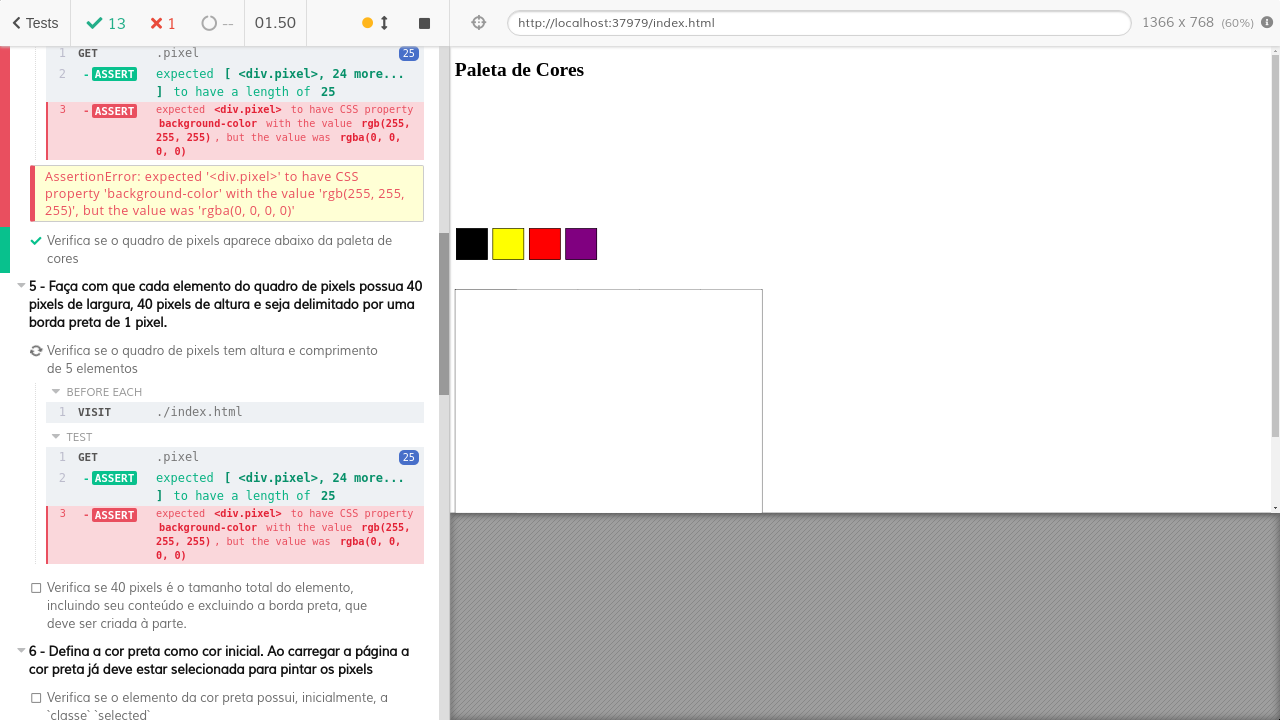 Tests 13 1 -- 01.50 http://localhost:37979/index.html 1366 x 768 (60%)
1 GET .pixel 25
2 -ASSERT expected [ <div.pixel>, 24 more...
] to have a length of 25
3 -ASSERT expected <div.pixel> to have CSS property
background-color with the value rgb(255,
255, 255), but the value was rgba(0, 0,
0, 0)
AssertionError: expected '<div.pixel>' to have CSS
property 'background-color' with the value 'rgb(255, 255,
255)', but the value was 'rgba(0, 0, 0, 0)'
Verifica se o quadro de pixels aparece abaixo da paleta de
cores
5 - Faça com que cada elemento do quadro de pixels possua 40
pixels de largura, 40 pixels de altura e seja delimitado por uma
borda preta de 1 pixel.
Verifica se o quadro de pixels tem altura e comprimento
de 5 elementos
BEFORE EACH
1 VISIT ./index.html
TEST
1 GET .pixel 25
2 -ASSERT expected [ <div.pixel>, 24 more...
] to have a length of 25
3 -ASSERT expected <div.pixel> to have CSS property
background-color with the value rgb(255,
255, 255), but the value was rgba(0, 0,
0, 0)
Verifica se 40 pixels é o tamanho total do elemento,
incluindo seu conteúdo e excluindo a borda preta, que
deve ser criada à parte.
6 - Defina a cor preta como cor inicial. Ao carregar a página a
cor preta já deve estar selecionada para pintar os pixels
Verifica se o elemento da cor preta possui, inicialmente, a
`classe` `selected`
Paleta de Cores